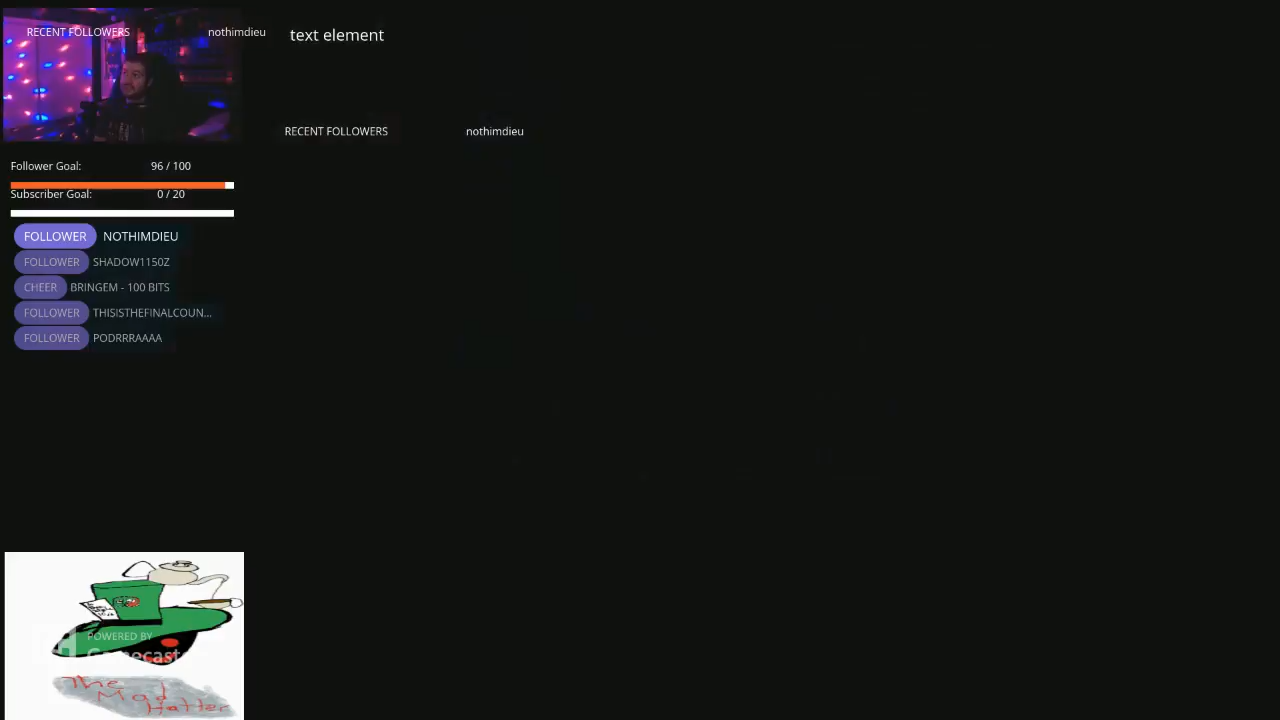 RECENT FOLLOWERS nothimdieu
text element
RECENT FOLLOWERS nothimdieu
Follower Goal: 96 / 100
Subscriber Goal: 0 / 20
FOLLOWER NOTHIMDIEU
FOLLOWER SHADOW1150Z
CHEER BRINGEM - 100 BITS
FOLLOWER THISISTHEFINALCOUN...
FOLLOWER PODRRRAAAA
POWERED BY
Gamecaster
The
Mad
Hatter